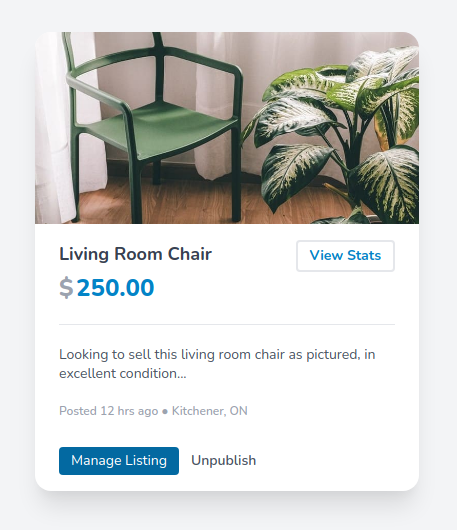 Living Room Chair
View Stats
$250.00
Looking to sell this living room chair as pictured, in
excellent condition...
Posted 12 hrs ago • Kitchener, ON
Manage Listing
Unpublish